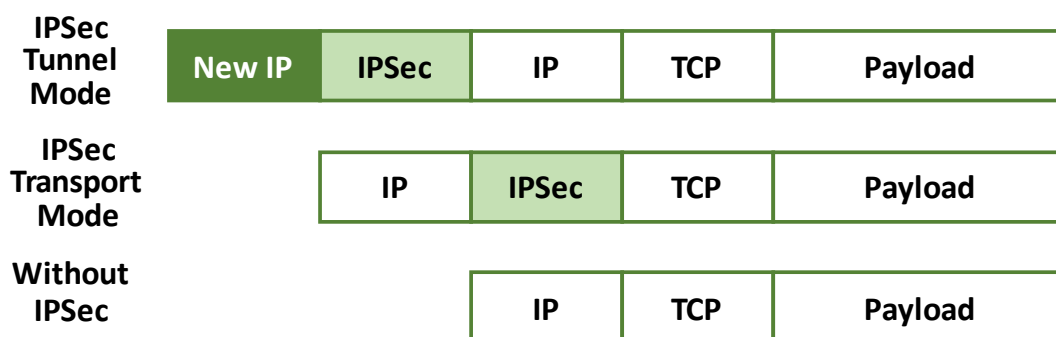 IPSec
Tunnel
Mode
New IP IPSec IP TCP Payload
IPSec
Transport
Mode
IP IPSec TCP Payload
Without
IPSec
IP TCP Payload